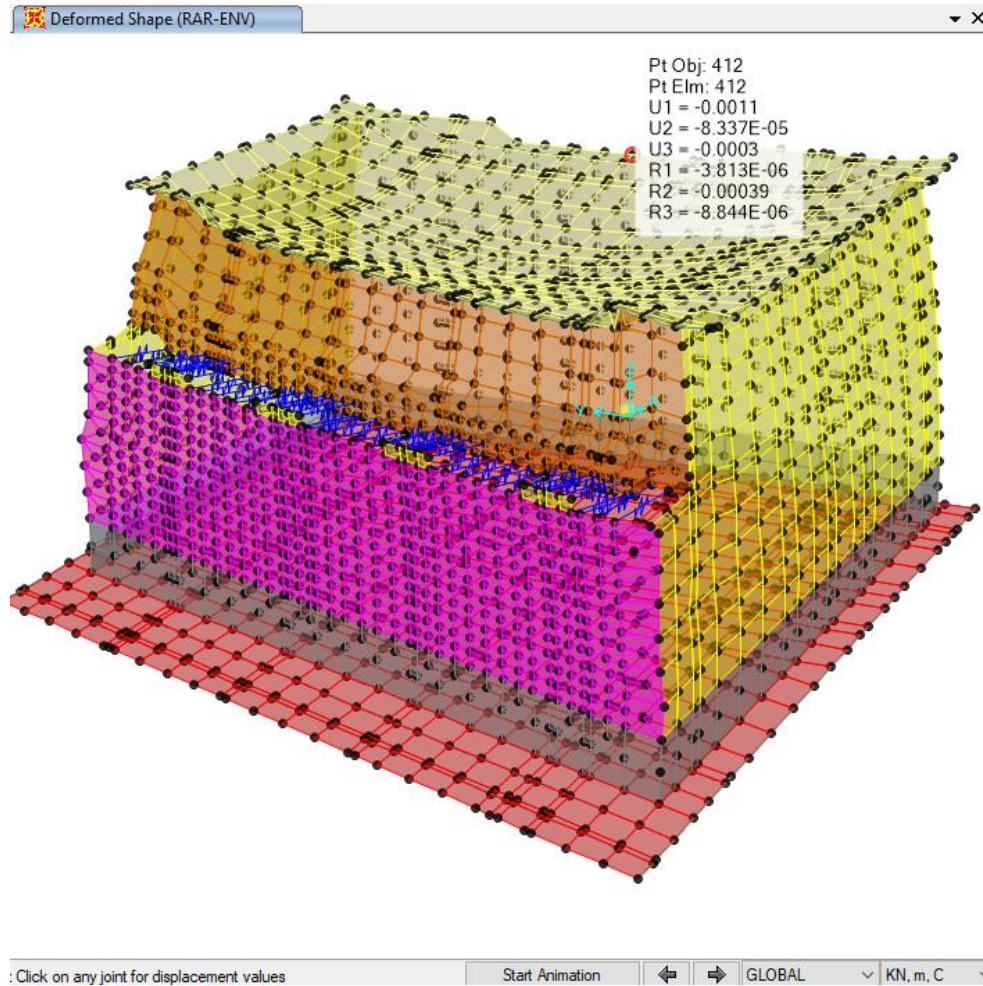 Deformed Shape (RAR-ENV)
Pt Obj: 412
Pt Elm: 412
U1 = -0.0011
U2 = -8.337E-05
U3 = -0.0003
R1 = -3.813E-06
R2 = -0.00039
R3 = -8.844E-06
: Click on any joint for displacement values
Start Animation
GLOBAL
KN, m, C